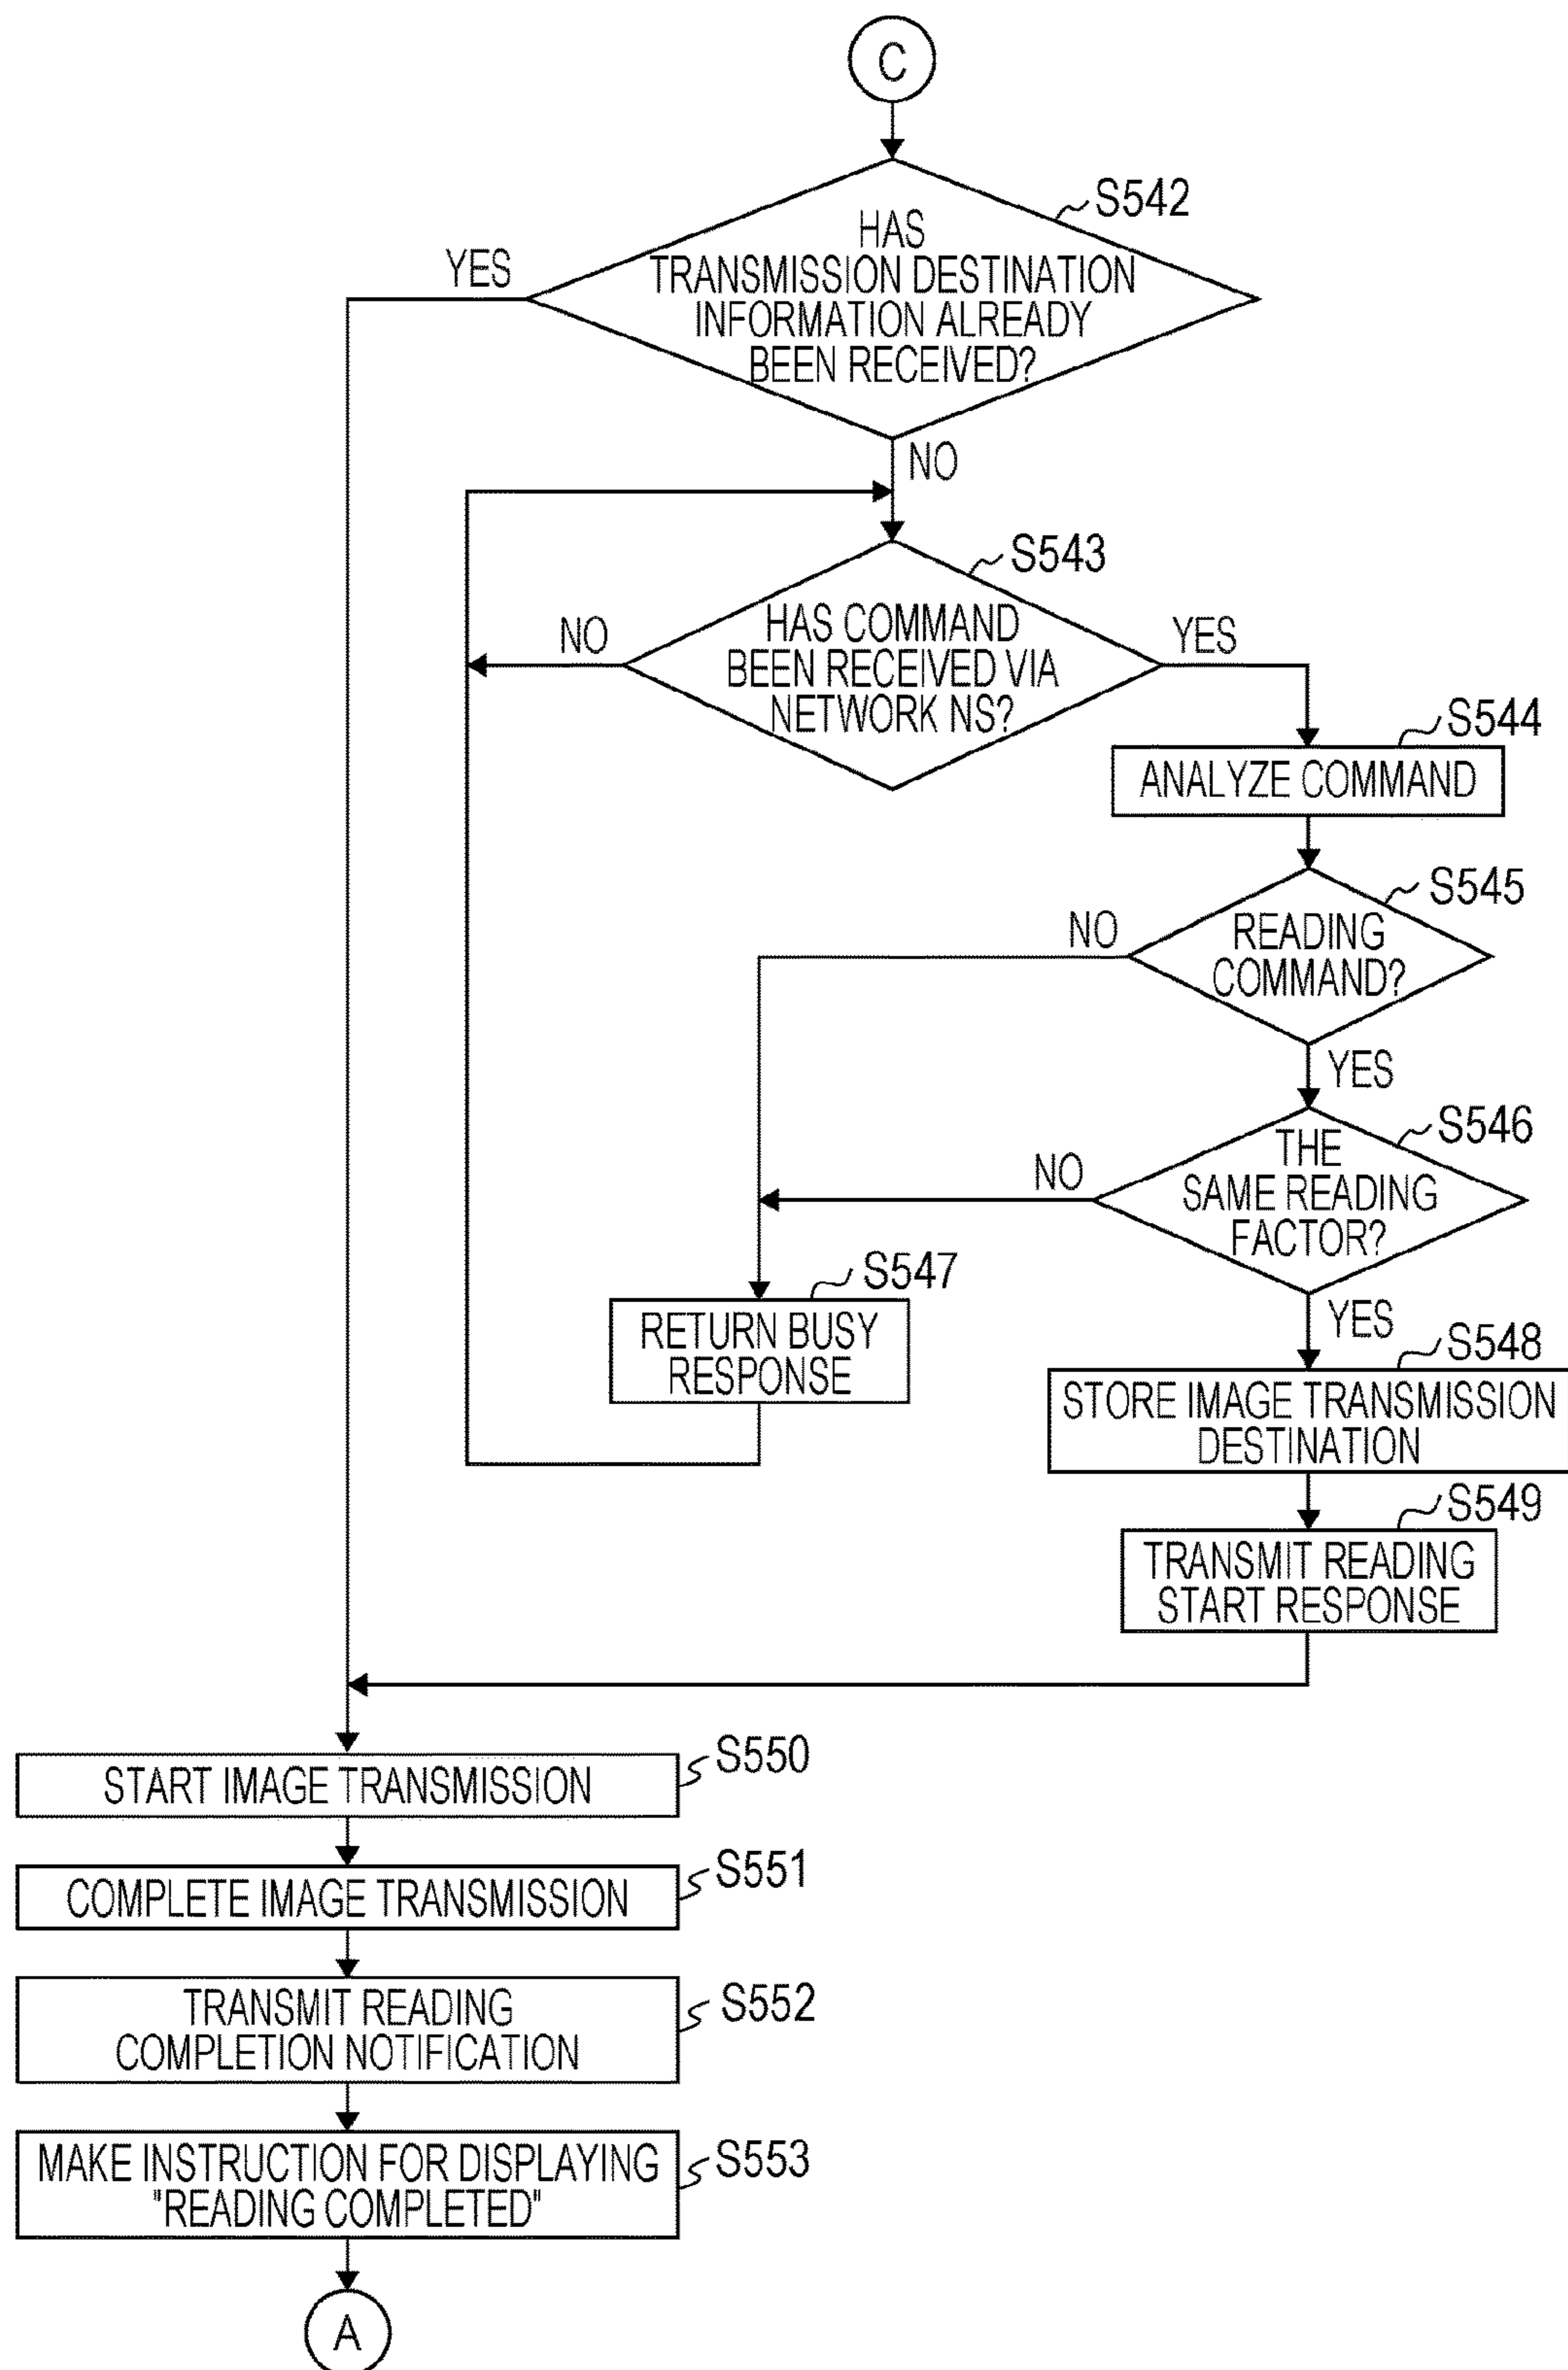 C
S542
HAS
TRANSMISSION DESTINATION
INFORMATION ALREADY
BEEN RECEIVED?
YES
NO
S543
HAS COMMAND
BEEN RECEIVED VIA
NETWORK NS?
NO
YES
S544
ANALYZE COMMAND
S545
READING
COMMAND?
NO
YES
S546
THE
SAME READING
FACTOR?
NO
YES
S547
RETURN BUSY
RESPONSE
S548
STORE IMAGE TRANSMISSION
DESTINATION
S549
TRANSMIT READING
START RESPONSE
S550
START IMAGE TRANSMISSION
S551
COMPLETE IMAGE TRANSMISSION
S552
TRANSMIT READING
COMPLETION NOTIFICATION
S553
MAKE INSTRUCTION FOR DISPLAYING
"READING COMPLETED"
A